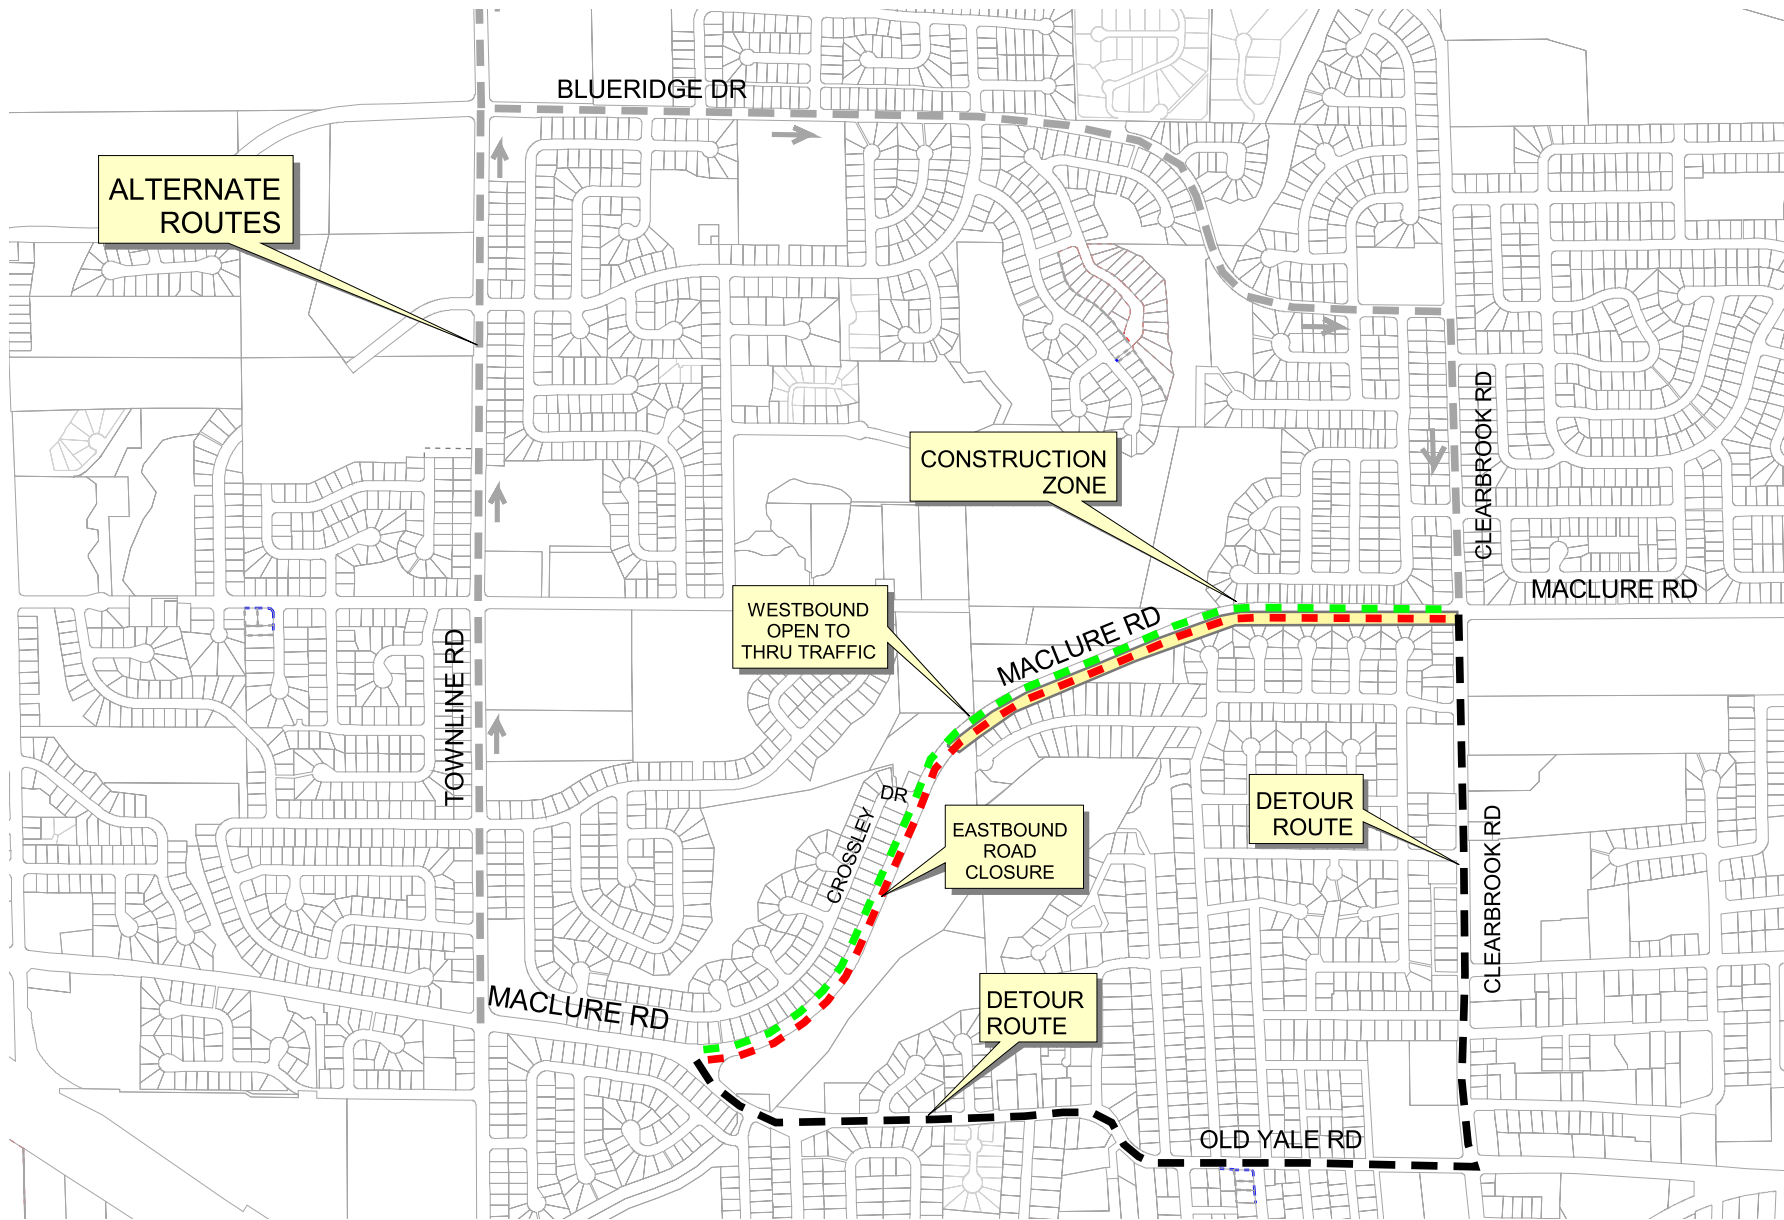 BLUERIDGE DR
ALTERNATE
ROUTES
CLEARBROOK RD
CONSTRUCTION
ZONE
MACLURE RD
WESTBOUND
OPEN TO
THRU TRAFFIC
MACLURE RD
TOWNLINE RD
CROSSLEY
DR
DETOUR
ROUTE
EASTBOUND
ROAD
CLOSURE
CLEARBROOK RD
MACLURE RD
DETOUR
ROUTE
OLD YALE RD